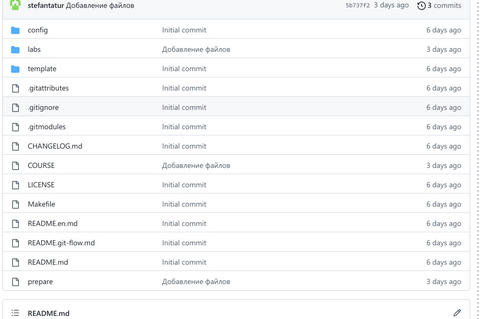 stefantatur Добавление файлов 5b737f2 3 days ago 3 commits
config Initial commit 6 days ago
labs Добавление файлов 3 days ago
template Initial commit 6 days ago
.gitattributes Initial commit 6 days ago
.gitignore Initial commit 6 days ago
.gitmodules Initial commit 6 days ago
CHANGELOG.md Initial commit 6 days ago
COURSE Добавление файлов 3 days ago
LICENSE Initial commit 6 days ago
Makefile Initial commit 6 days ago
README.en.md Initial commit 6 days ago
README.git-flow.md Initial commit 6 days ago
README.md Initial commit 6 days ago
prepare Добавление файлов 3 days ago
README.md